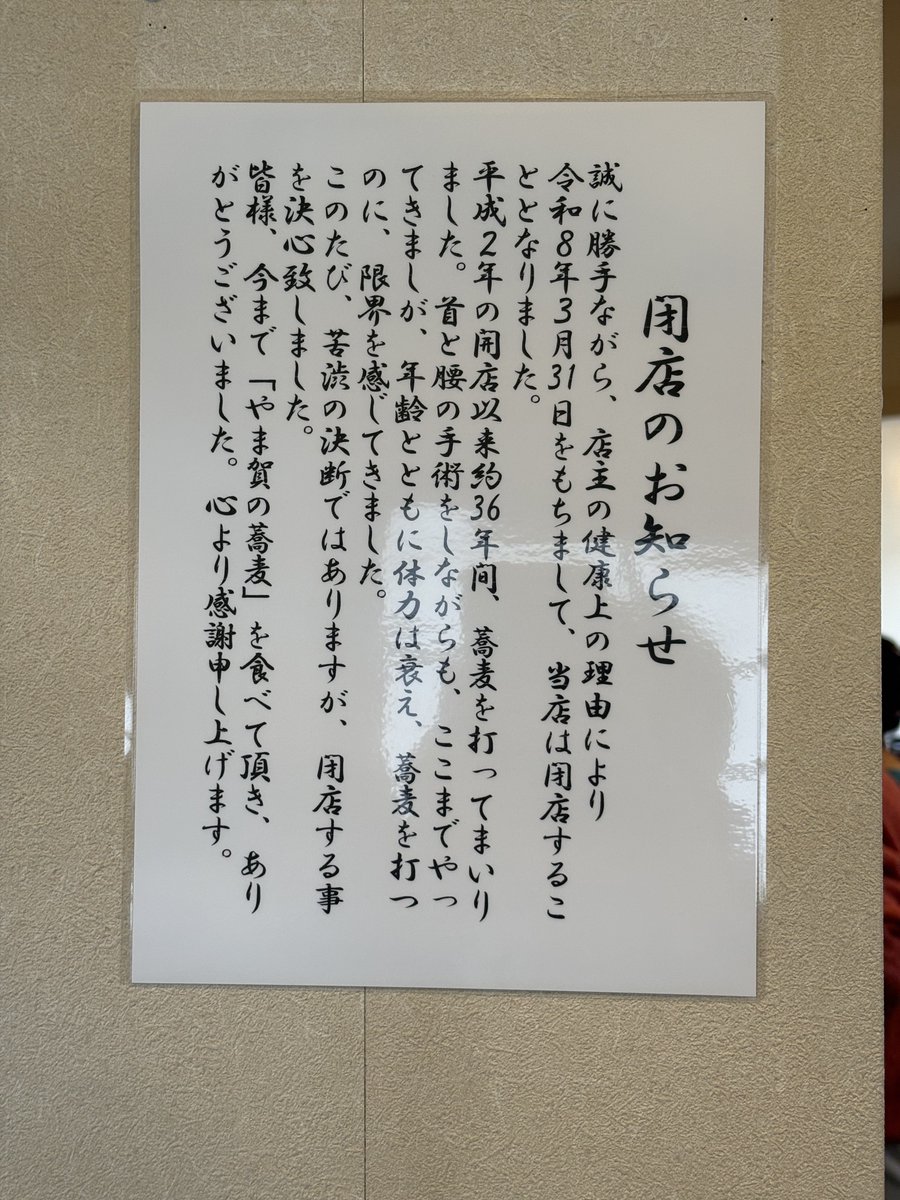 閉店のお知らせ
誠に勝手ながら、店主の健康上の理由により
令和8年3月31日をもちまして、当店は閉店するこ
ととなりました。
平成2年の開店以来約36年間、蕎麦を打ってまいり
ました。首と腰の手術をしながらも、ここまでやっ
てきましが、年齢とともに体力は衰え、蕎麦を打つ
のに、限界を感じてきました。
このたび、苦渋の決断ではありますが、閉店する事
を決心致しました。
皆様、今まで「やま賀の蕎麦」を食べて頂き、あり
がとうございました。心より感謝申し上げます。